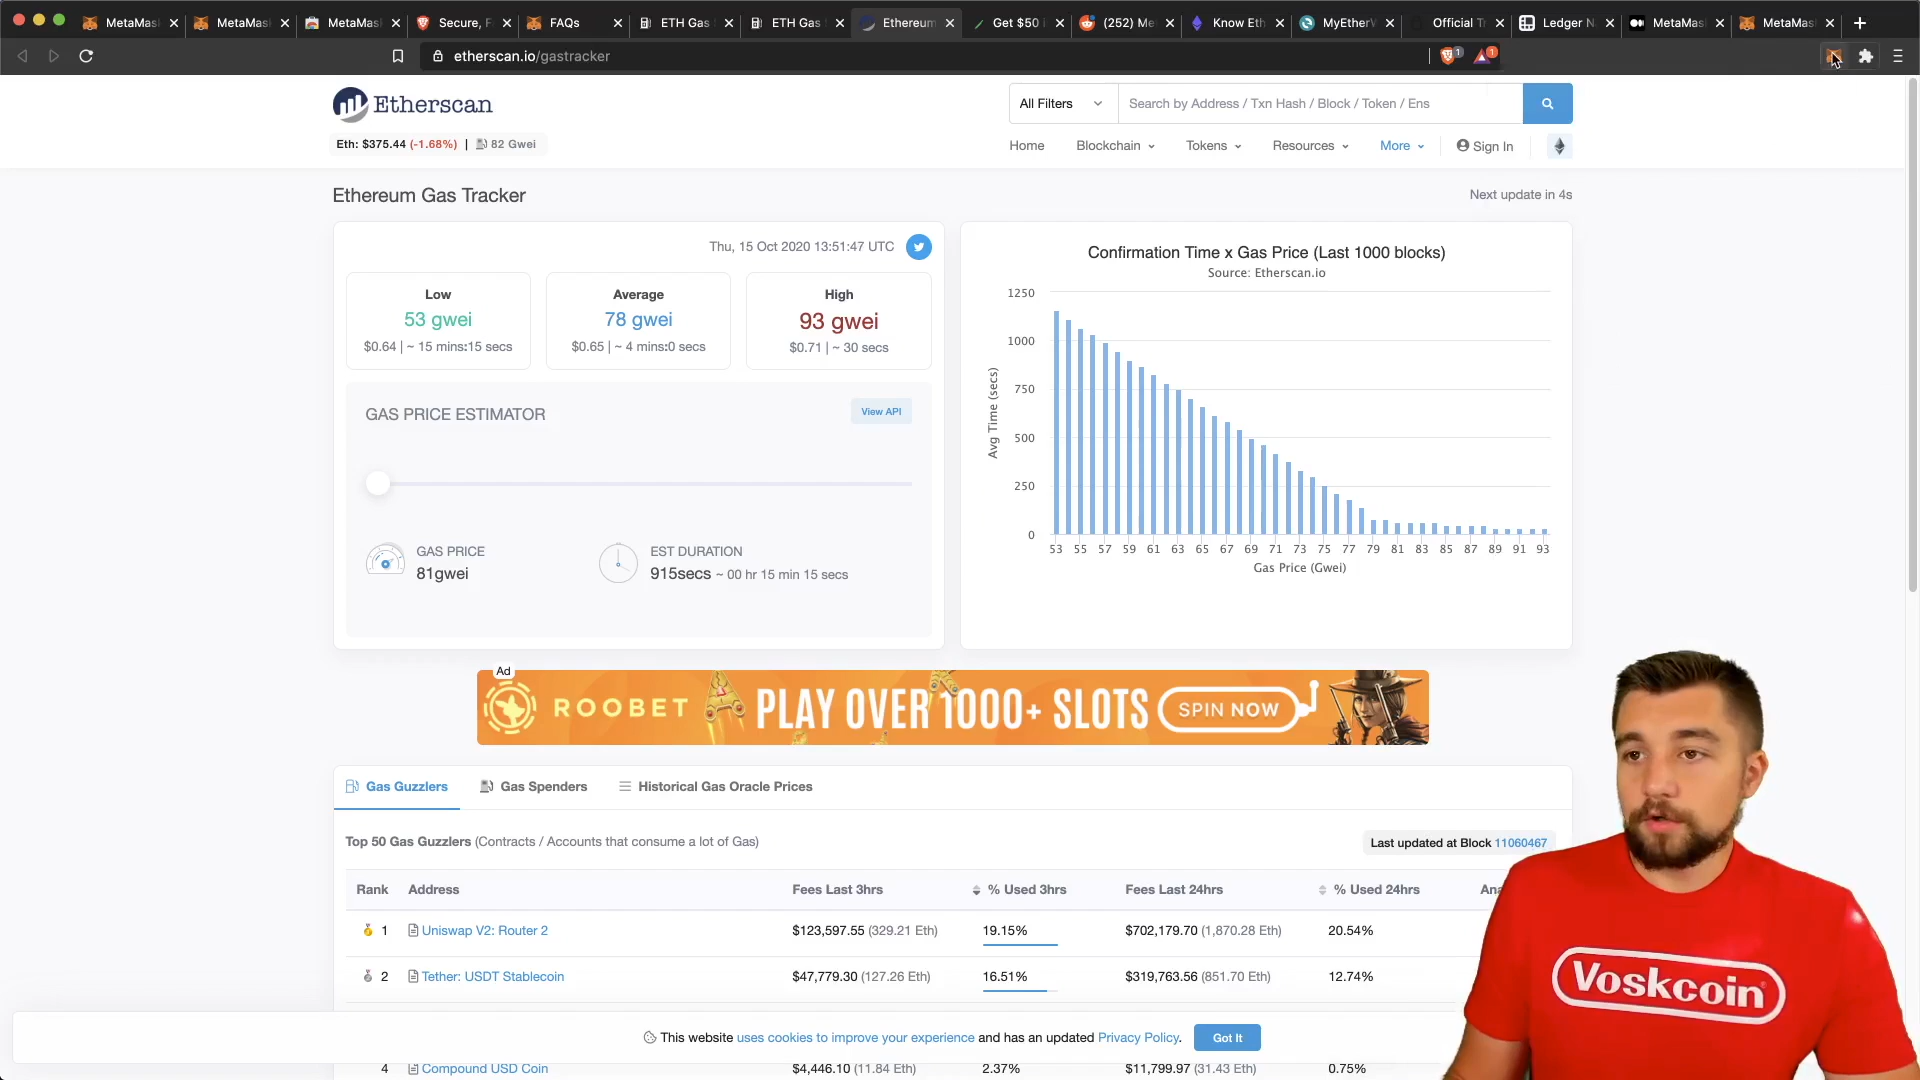 MetaMas
MetaMas
MetaMas
Secure, F
FAQs
ETH Gas
ETH Gas
Ethereum
Get $50
(252) Me
Know Eth
MyEtherW
Official Tr
Ledger N
MetaMas
MetaMas
etherscan.io/gastracker
1
1
Etherscan
All Filters
Search by Address / Txn Hash / Block / Token / Ens
Eth: $375.44 (-1.68%) | 82 Gwei
Home Blockchain Tokens Resources More Sign In
Ethereum Gas Tracker
Next update in 4s
Thu, 15 Oct 2020 13:51:47 UTC
Low
53 gwei
$0.64 | ~ 15 mins:15 secs
Average
78 gwei
$0.65 | ~ 4 mins:0 secs
High
93 gwei
$0.71 | ~ 30 secs
GAS PRICE ESTIMATOR
View API
GAS PRICE
81gwei
EST DURATION
915secs ~ 00 hr 15 min 15 secs
Confirmation Time x Gas Price (Last 1000 blocks)
Source: Etherscan.io
Avg Time (secs)
1250
1000
750
500
250
0
53 55 57 59 61 63 65 67 69 71 73 75 77 79 81 83 85 87 89 91 93
Gas Price (Gwei)
Ad
ROOBET PLAY OVER 1000+ SLOTS SPIN NOW
Gas Guzzlers Gas Spenders Historical Gas Oracle Prices
Top 50 Gas Guzzlers (Contracts / Accounts that consume a lot of Gas)
Last updated at Block 11060467
Rank Address Fees Last 3hrs % Used 3hrs Fees Last 24hrs % Used 24hrs Ana
1 Uniswap V2: Router 2 $123,597.55 (329.21 Eth) 19.15% $702,179.70 (1,870.28 Eth) 20.54%
2 Tether: USDT Stablecoin $47,779.30 (127.26 Eth) 16.51% $319,763.56 (851.70 Eth) 12.74%
This website uses cookies to improve your experience and has an updated Privacy Policy. Got It
4 Compound USD Coin $4,446.10 (11.84 Eth) 2.37% $11,799.97 (31.43 Eth) 0.75%
Voskcoin